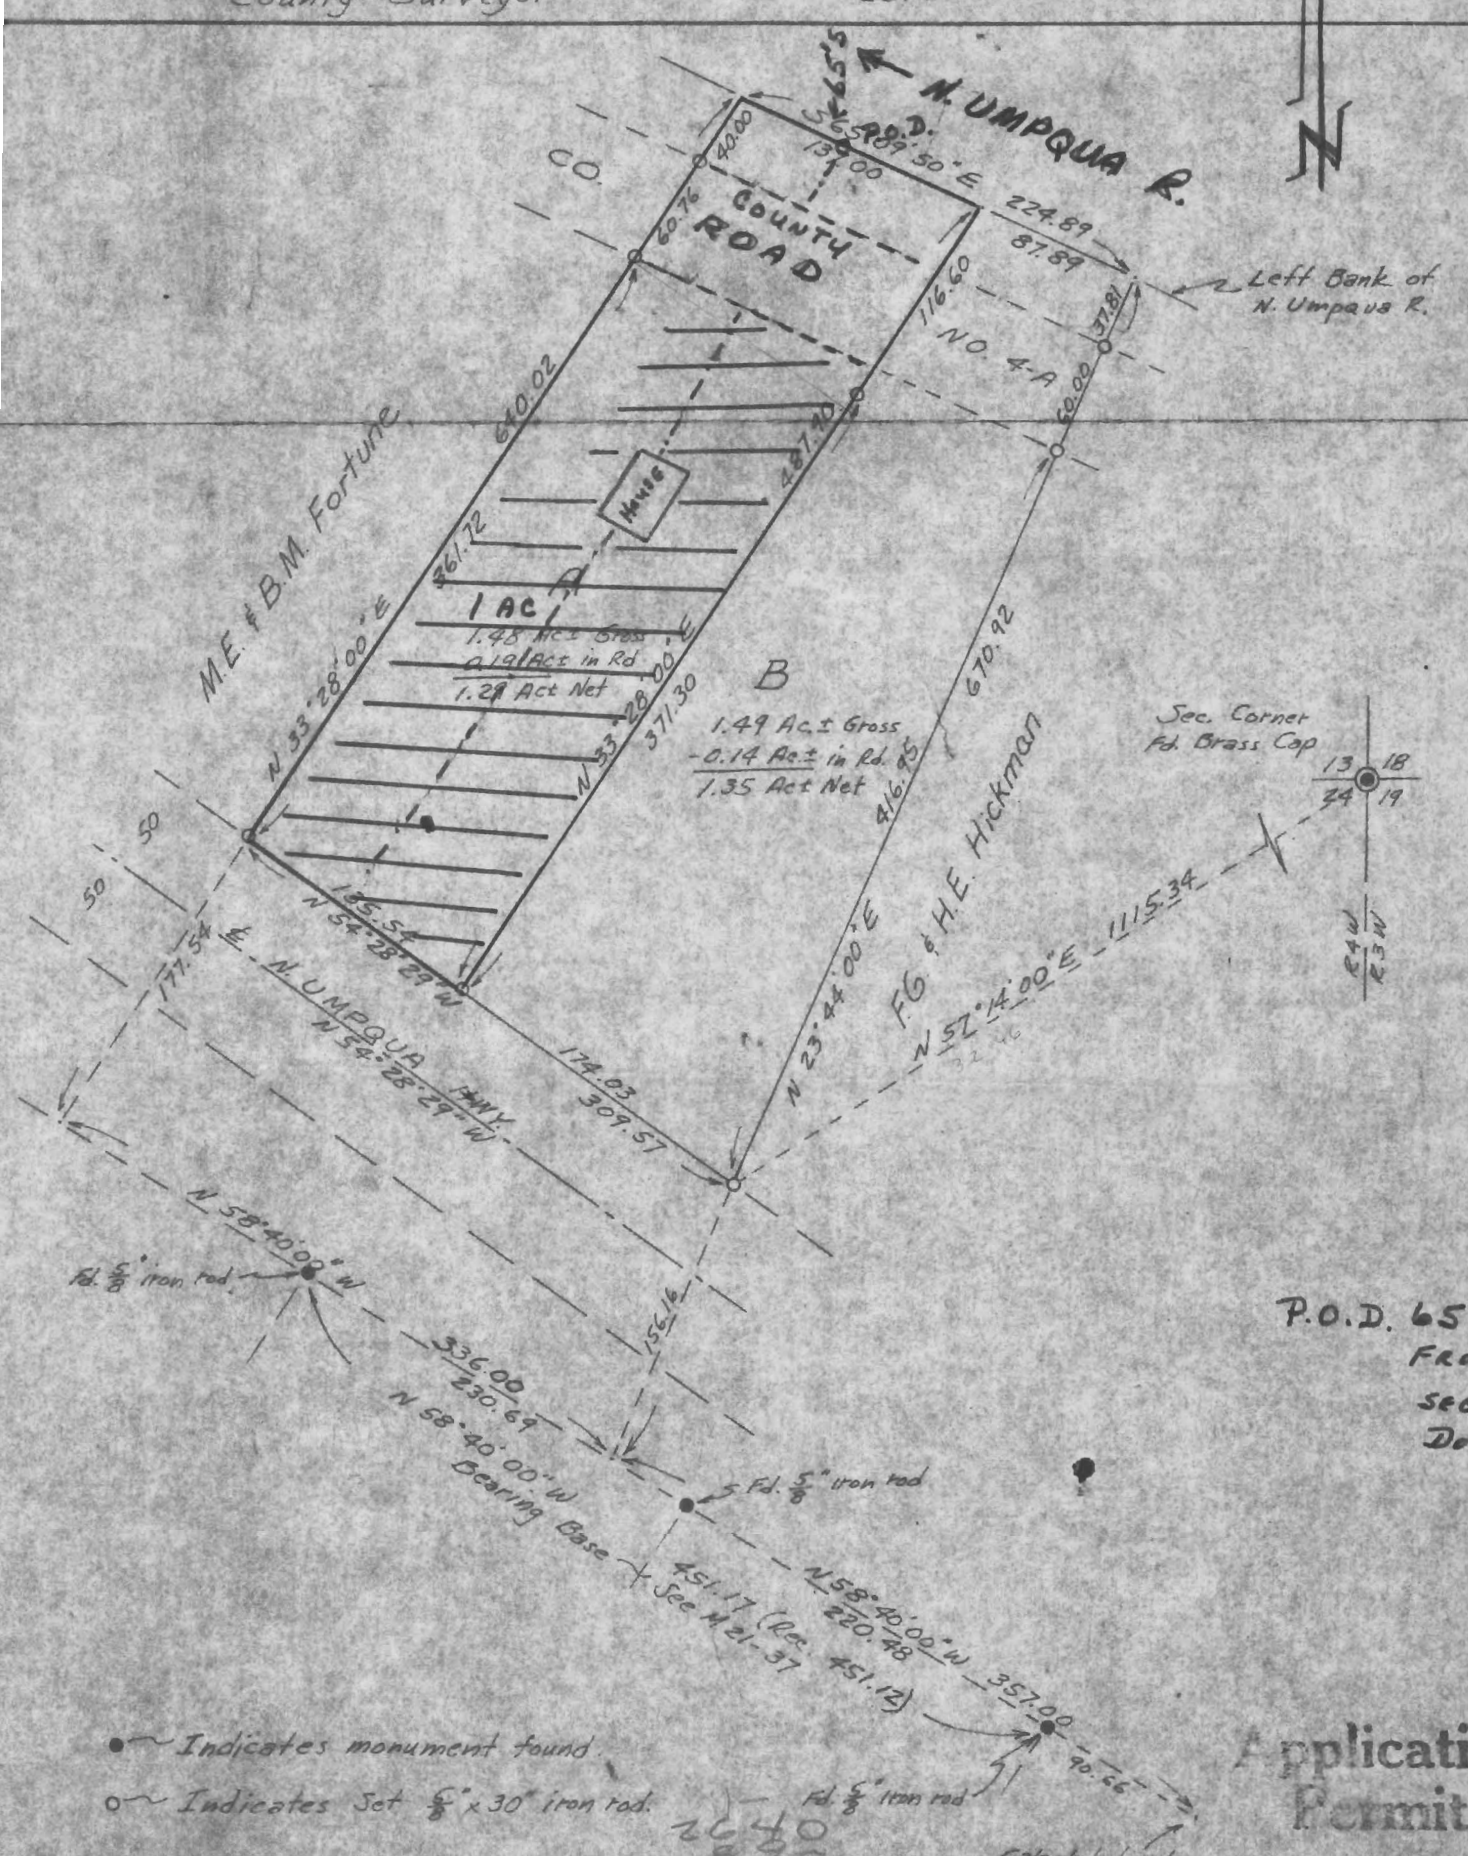 County Surveyor
65'S
N. UMPQUA R.
P.O.D.
137.00
40.00
CO.
60.76
COUNTY
ROAD
224.89
87.89
Left Bank of
N. Umpqua R.
116.60
37.81
NO. 4-A
60.00
640.02
487.90
M.E. & B.M. Fortune
House
361.72
A
1 AC
1.48 Ac± Gross
0.19 Ac± in Rd.
1.29 Ac± Net
N 33°28'00"E
N 33°28'00"E
371.30
B
1.49 Ac.± Gross
-0.14 Ac.± in Rd.
1.35 Ac± Net
670.92
416.95
F.G. & H.E. Hickman
N 23°44'00"E
Sec. Corner
Fd. Brass Cap
13 18
24 19
R4W
R3W
N 57°14'00"E 1115.34
50
50
135.54
N 54°28'29"W
177.54
N. UMPQUA HWY.
N 54°28'29"W
174.03
309.57
N 58°40'00"W
Fd. 5/8" iron rod
156.16
336.00
230.69
N 58°40'00"W
Bearing Base
451.17 (Rec. 451.12)
See M21-37
Fd. 5/8" iron rod
N 58°40'00"W
220.48
357.00
90.66
P.O.D. 65
Indicates monument found
Indicates Set 5/8" x 30" iron rod.
Fd. 5/8" iron rod
Applicati
Permit